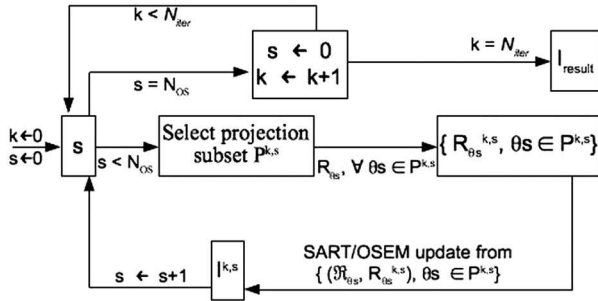 k < N_iter
s ← 0
k ← k+1
k = N_iter
I_result
s = N_OS
k←0
s←0
s
s < N_OS
Select projection
subset P^k,s
R_θs, ∀ θs ∈ P^k,s
{ R_θs^k,s, θs ∈ P^k,s}
SART/OSEM update from
{ (ℜ_θs, R_θs^k,s), θs ∈ P^k,s}
I^k,s
s ← s+1